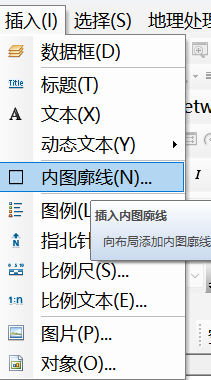 插入(I) 选择(S) 地理处理
数据框(D)
Title 标题(T)
A 文本(X)
动态文本(Y)
etw
内图廓线(N)...
I
图例(L
插入内图廓线
指北针
向布局添加内图廓线
N
比例尺(S)...
1:n 比例文本(E)...
图片(P)...
对象(O)...